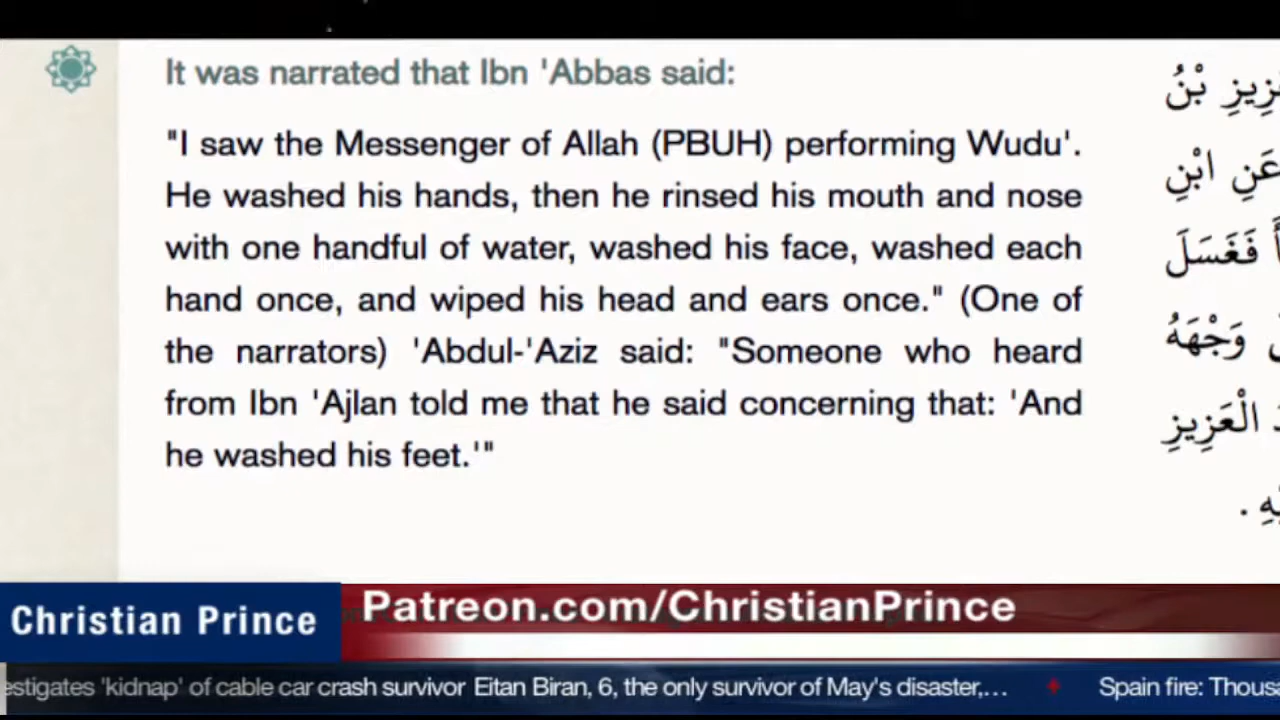 It was narrated that Ibn 'Abbas said:
"I saw the Messenger of Allah (PBUH) performing Wudu'.
He washed his hands, then he rinsed his mouth and nose
with one handful of water, washed his face, washed each
hand once, and wiped his head and ears once." (One of
the narrators) 'Abdul-'Aziz said: "Someone who heard
from Ibn 'Ajlan told me that he said concerning that: 'And
he washed his feet.'"
بْنُ
عَنِ ابْنِ
فَغَسَلَ
وَجْهَهُ
الْعَزِيزِ
Christian Prince
Patreon.com/ChristianPrince
estigates 'kidnap' of cable car crash survivor Eitan Biran, 6, the only survivor of May's disaster,... Spain fire: Thousa